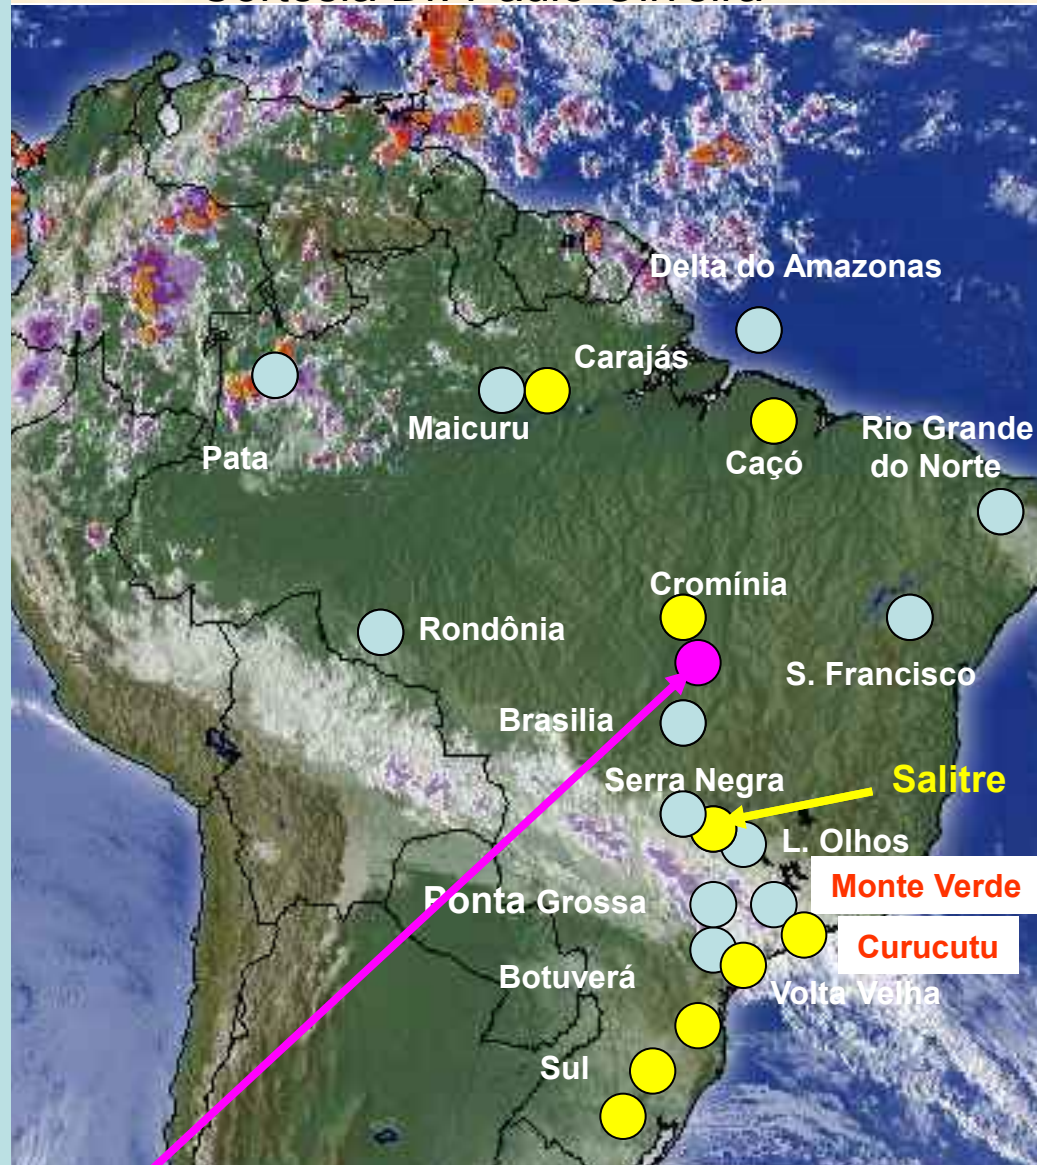 Delta do Amazonas
Carajás
Maicuru
Pata
Caçó
Rio Grande
do Norte
Cromínia
Rondônia
S. Francisco
Brasilia
Serra Negra
Salitre
L. Olhos
Monte Verde
Ponta Grossa
Curucutu
Botuverá
Volta Velha
Sul